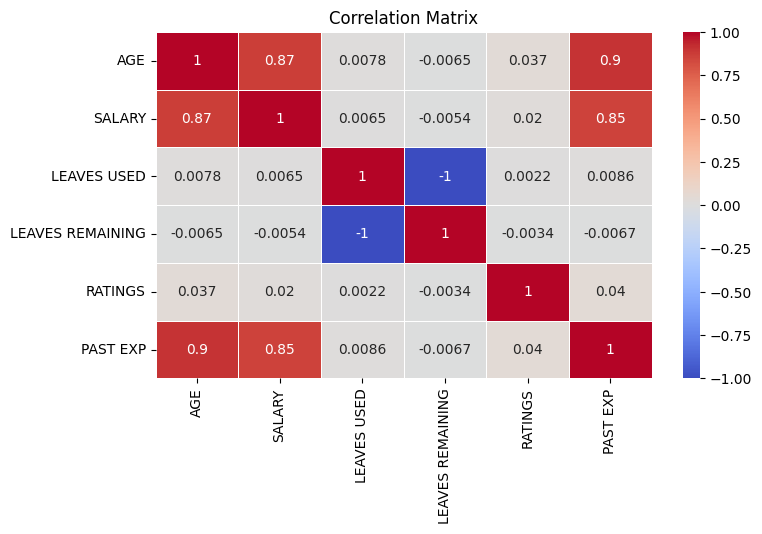 Correlation Matrix
AGE 1 0.87 0.0078 -0.0065 0.037 0.9
SALARY 0.87 1 0.0065 -0.0054 0.02 0.85
LEAVES USED 0.0078 0.0065 1 -1 0.0022 0.0086
LEAVES REMAINING -0.0065 -0.0054 -1 1 -0.0034 -0.0067
RATINGS 0.037 0.02 0.0022 -0.0034 1 0.04
PAST EXP 0.9 0.85 0.0086 -0.0067 0.04 1
AGE
SALARY
LEAVES USED
LEAVES REMAINING
RATINGS
PAST EXP
1.00
0.75
0.50
0.25
0.00
−0.25
−0.50
−0.75
−1.00